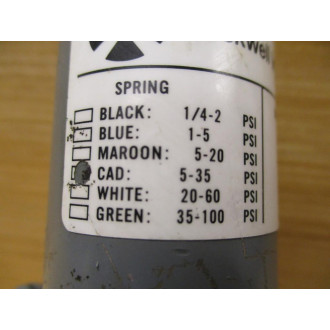 SPRING
BLACK: 1/4-2 PSI
BLUE: 1-5 PSI
MAROON: 5-20 PSI
CAD: 5-35 PSI
WHITE: 20-60 PSI
GREEN: 35-100 PSI